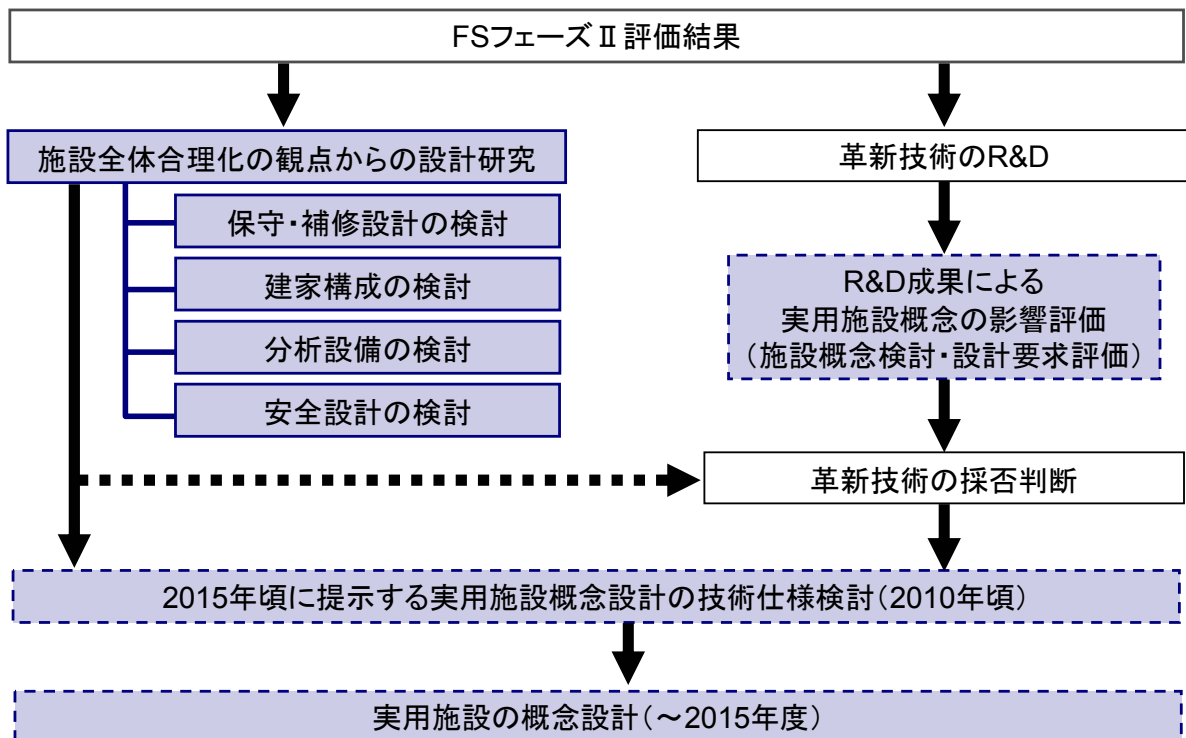 FSフェーズⅡ評価結果
施設全体合理化の観点からの設計研究
保守・補修設計の検討
建家構成の検討
分析設備の検討
安全設計の検討
革新技術のR&D
R&D成果による
実用施設概念の影響評価
（施設概念検討・設計要求評価）
革新技術の採否判断
2015年頃に提示する実用施設概念設計の技術仕様検討（2010年頃）
実用施設の概念設計（～2015年度）